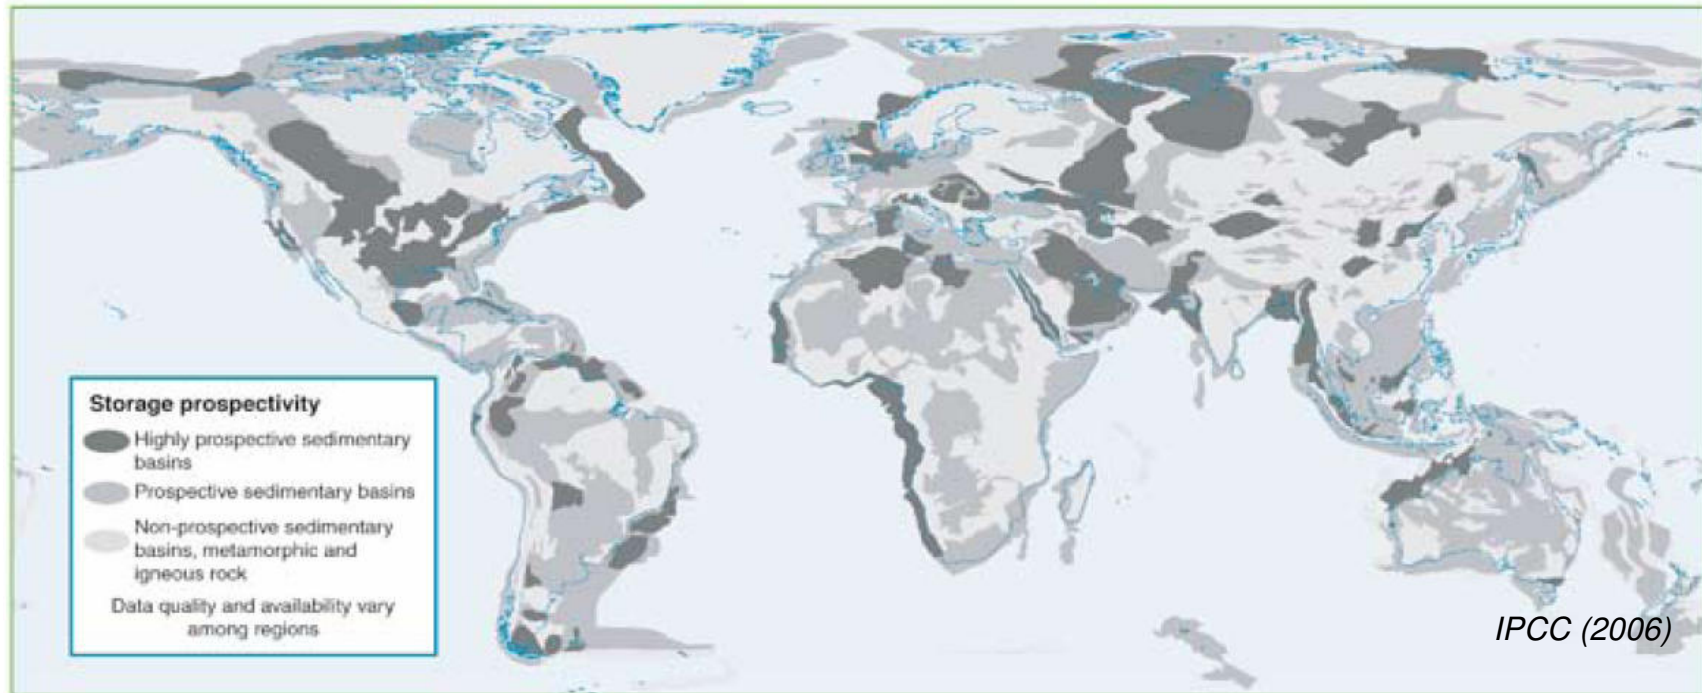 Storage prospectivity
Highly prospective sedimentary
basins
Prospective sedimentary basins
Non-prospective sedimentary
basins, metamorphic and
igneous rock
Data quality and availability vary
among regions
IPCC (2006)